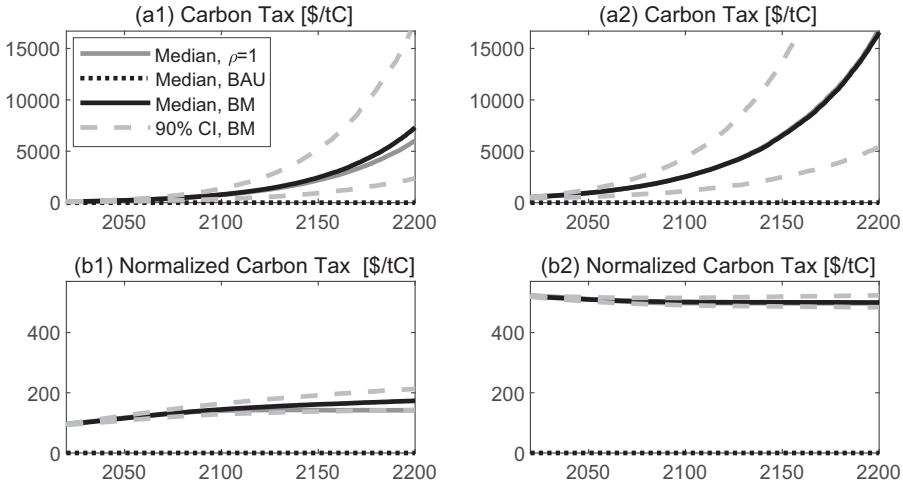 (a1) Carbon Tax [$/tC]
15000
10000
5000
0
Median, ρ=1
Median, BAU
Median, BM
90% CI, BM
2050 2100 2150 2200
(a2) Carbon Tax [$/tC]
15000
10000
5000
0
2050 2100 2150 2200
(b1) Normalized Carbon Tax [$/tC]
400
200
0
2050 2100 2150 2200
(b2) Normalized Carbon Tax [$/tC]
400
200
0
2050 2100 2150 2200